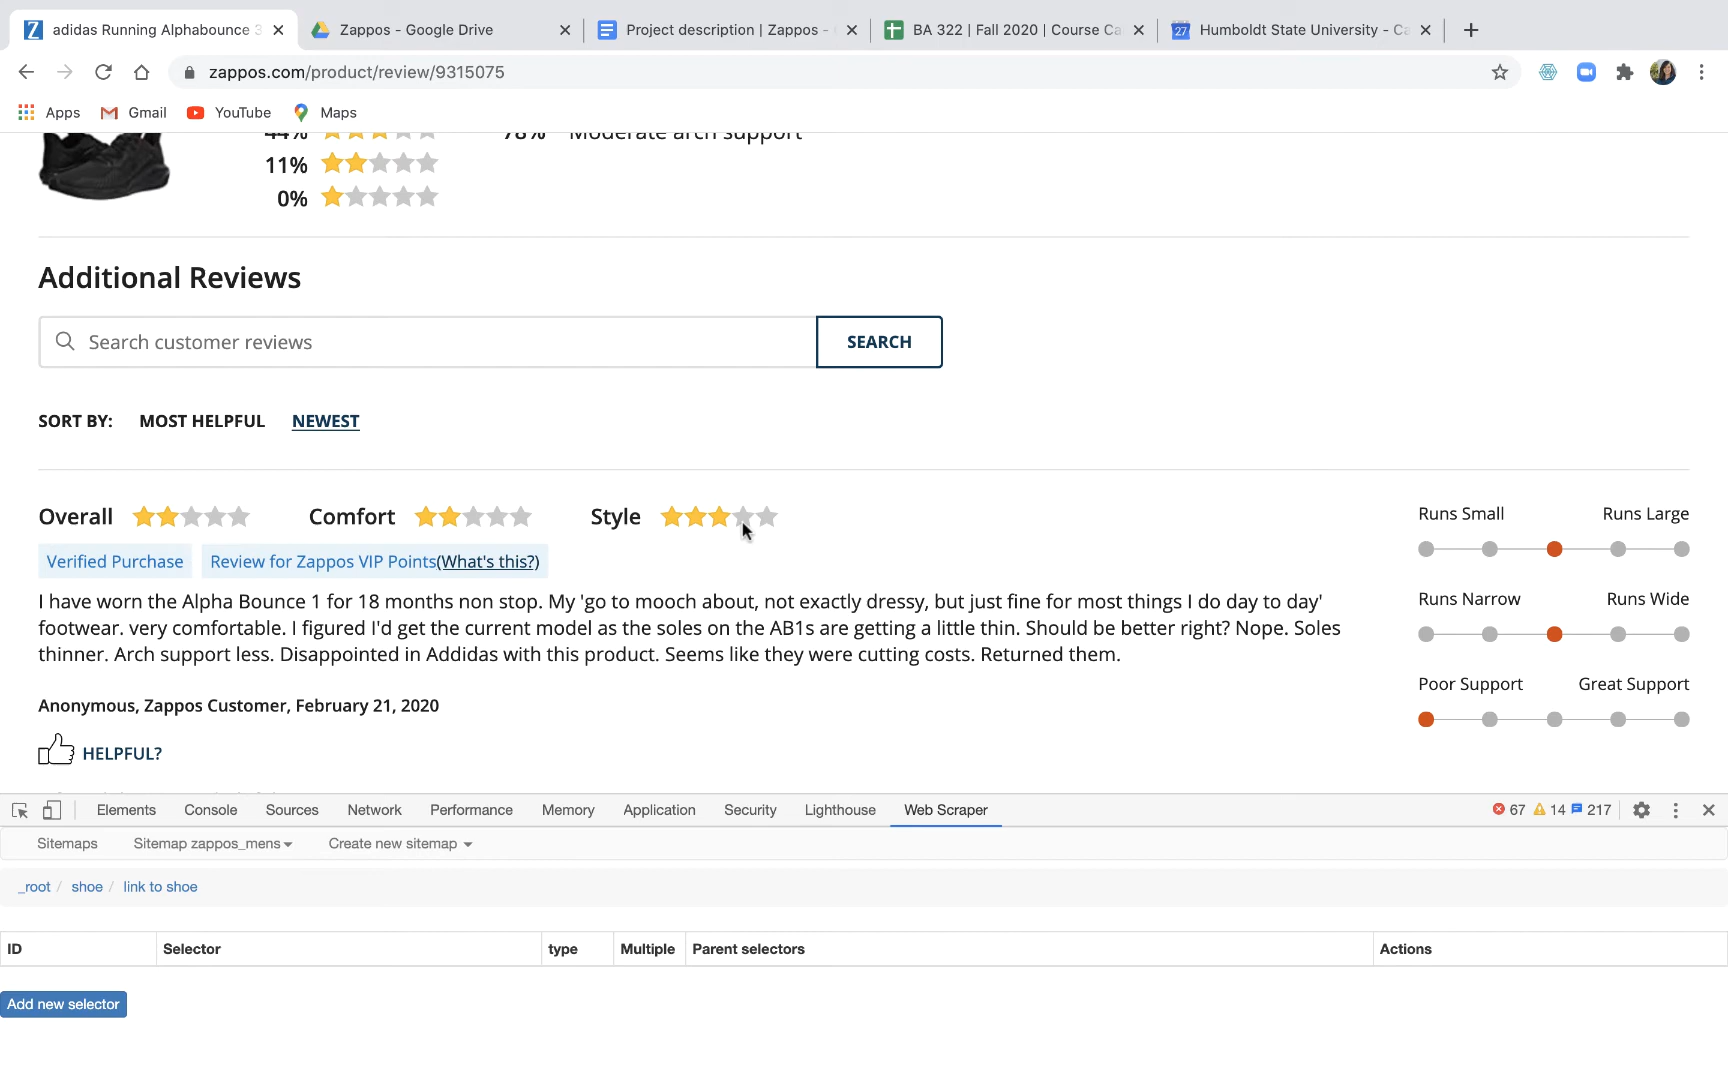 adidas Running Alphabounce 3
Zappos - Google Drive
Project description | Zappos -
BA 322 | Fall 2020 | Course Ca
Humboldt State University - Ca
zappos.com/product/review/9315075
Apps
Gmail
YouTube
Maps
44%
78% Moderate arch support
11%
0%
Additional Reviews
Search customer reviews
SEARCH
SORT BY: MOST HELPFUL NEWEST
Overall
Comfort
Style
Runs Small Runs Large
Verified Purchase
Review for Zappos VIP Points(What's this?)
I have worn the Alpha Bounce 1 for 18 months non stop. My 'go to mooch about, not exactly dressy, but just fine for most things I do day to day'
footwear. very comfortable. I figured I'd get the current model as the soles on the AB1s are getting a little thin. Should be better right? Nope. Soles
thinner. Arch support less. Disappointed in Addidas with this product. Seems like they were cutting costs. Returned them.
Runs Narrow Runs Wide
Poor Support Great Support
Anonymous, Zappos Customer, February 21, 2020
HELPFUL?
Elements Console Sources Network Performance Memory Application Security Lighthouse Web Scraper
67 14 217
Sitemaps Sitemap zappos_mens Create new sitemap
_root / shoe / link to shoe
ID Selector type Multiple Parent selectors Actions
Add new selector